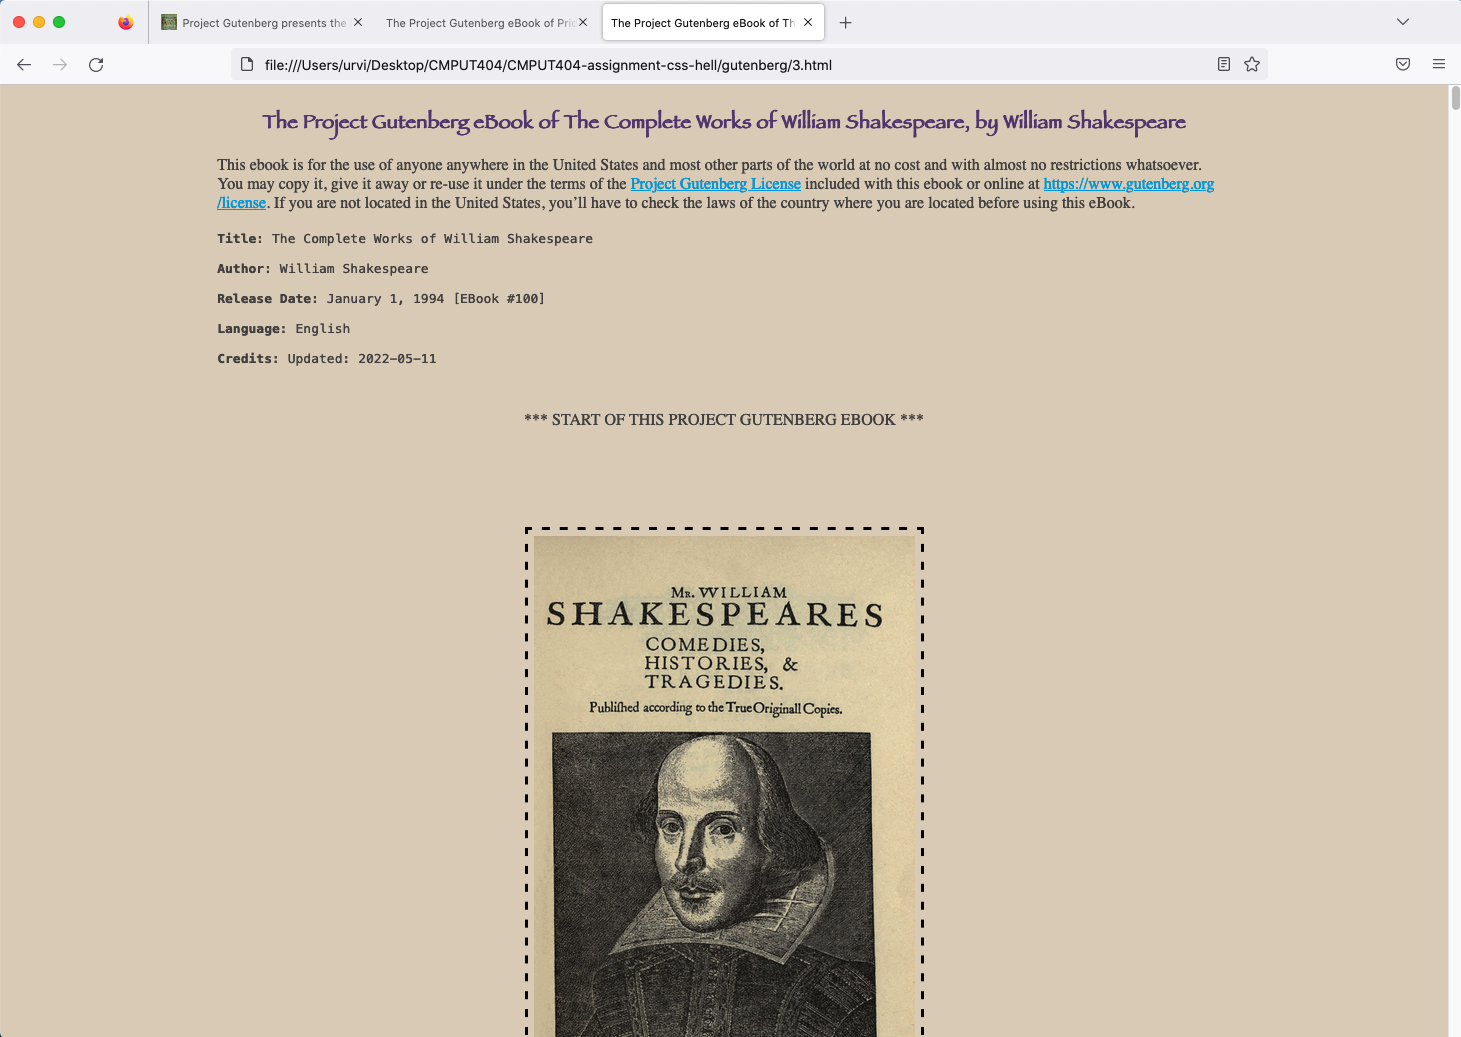 Project Gutenberg presents the
The Project Gutenberg eBook of Pri
The Project Gutenberg eBook of Th
file:///Users/urvi/Desktop/CMPUT404/CMPUT404-assignment-css-hell/gutenberg/3.html
The Project Gutenberg eBook of The Complete Works of William Shakespeare, by William Shakespeare
This ebook is for the use of anyone anywhere in the United States and most other parts of the world at no cost and with almost no restrictions whatsoever.
You may copy it, give it away or re-use it under the terms of the Project Gutenberg License included with this ebook or online at https://www.gutenberg.org
/license. If you are not located in the United States, you’ll have to check the laws of the country where you are located before using this eBook.
Title: The Complete Works of William Shakespeare
Author: William Shakespeare
Release Date: January 1, 1994 [EBook #100]
Language: English
Credits: Updated: 2022-05-11
*** START OF THIS PROJECT GUTENBERG EBOOK ***
Mr. WILLIAM
SHAKESPEARES
COMEDIES,
HISTORIES, &
TRAGEDIES.
Publiſhed according to the True Originall Copies.